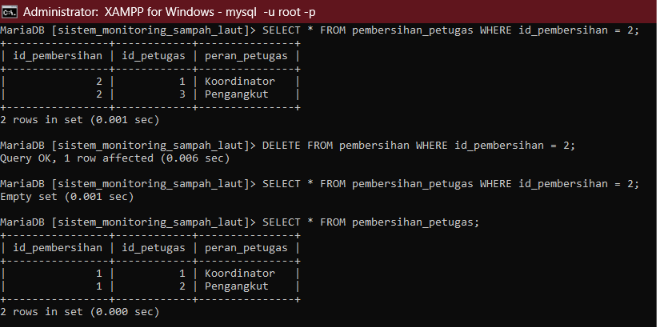 Administrator: XAMPP for Windows - mysql -u root -p
MariaDB [sistem_monitoring_sampah_laut]> SELECT * FROM pembersihan_petugas WHERE id_pembersihan = 2;
+----------------+------------+---------------+
| id_pembersihan | id_petugas | peran_petugas |
+----------------+------------+---------------+
|              2 |          1 | Koordinator   |
|              2 |          3 | Pengangkut    |
+----------------+------------+---------------+
2 rows in set (0.001 sec)
MariaDB [sistem_monitoring_sampah_laut]> DELETE FROM pembersihan WHERE id_pembersihan = 2;
Query OK, 1 row affected (0.006 sec)
MariaDB [sistem_monitoring_sampah_laut]> SELECT * FROM pembersihan_petugas WHERE id_pembersihan = 2;
Empty set (0.001 sec)
MariaDB [sistem_monitoring_sampah_laut]> SELECT * FROM pembersihan_petugas;
+----------------+------------+---------------+
| id_pembersihan | id_petugas | peran_petugas |
+----------------+------------+---------------+
|              1 |          1 | Koordinator   |
|              1 |          2 | Pengangkut    |
+----------------+------------+---------------+
2 rows in set (0.000 sec)